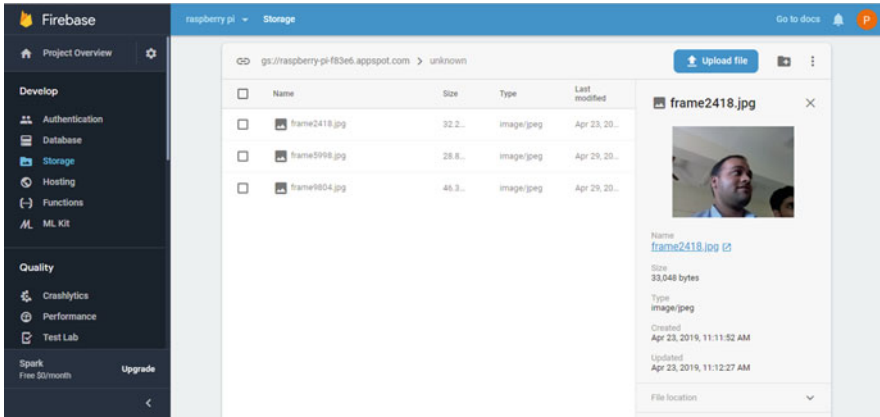 Firebase
raspberry pi
Storage
Go to docs
P
Project Overview
Develop
Authentication
Database
Storage
Hosting
Functions
ML Kit
Quality
Crashlytics
Performance
Test Lab
Spark
Free $0/month
Upgrade
gs://raspberry-pi-f83e6.appspot.com > unknown
Upload file
Name Size Type Last modified
frame2418.jpg 32.2... image/jpeg Apr 23, 20...
frame5998.jpg 28.8... image/jpeg Apr 29, 20...
frame9804.jpg 46.3... image/jpeg Apr 29, 20...
frame2418.jpg
Name
frame2418.jpg
Size
33,048 bytes
Type
image/jpeg
Created
Apr 23, 2019, 11:11:52 AM
Updated
Apr 23, 2019, 11:12:27 AM
File location